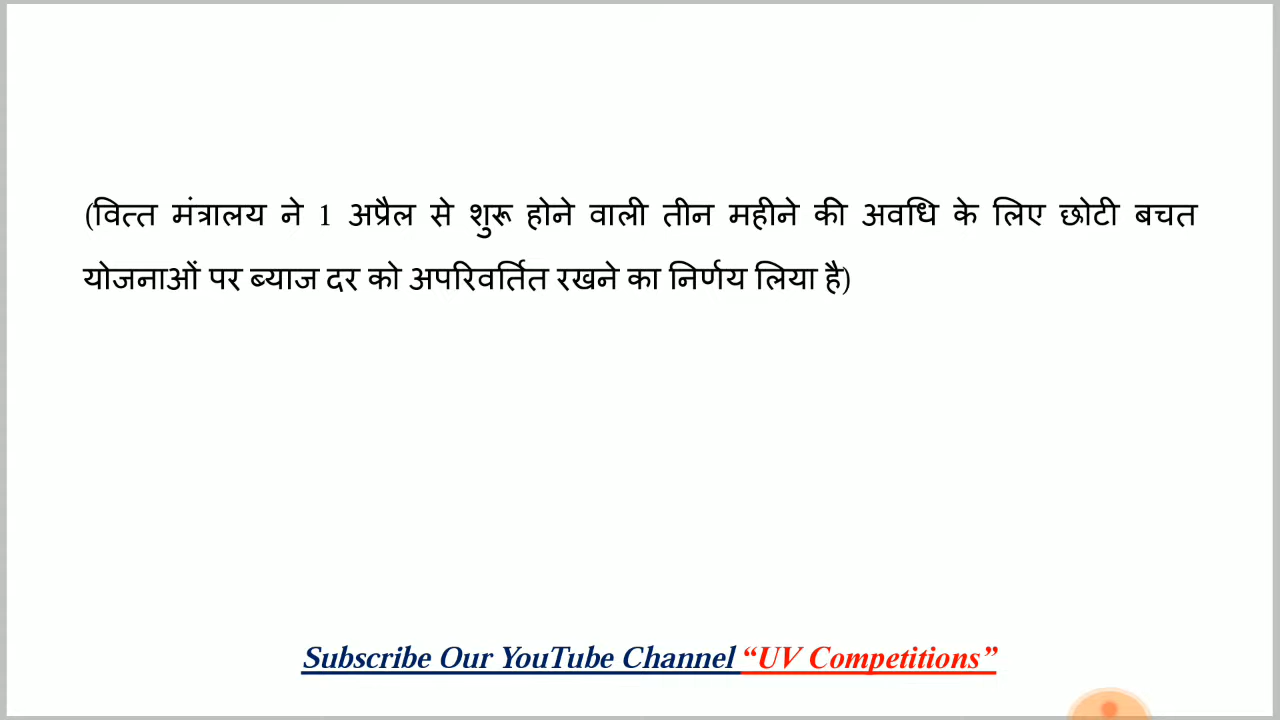 (वित्त मंत्रालय ने 1 अप्रैल से शुरू होने वाली तीन महीने की अवधि के लिए छोटी बचत
योजनाओं पर ब्याज दर को अपरिवर्तित रखने का निर्णय लिया है)
Subscribe Our YouTube Channel “UV Competitions”